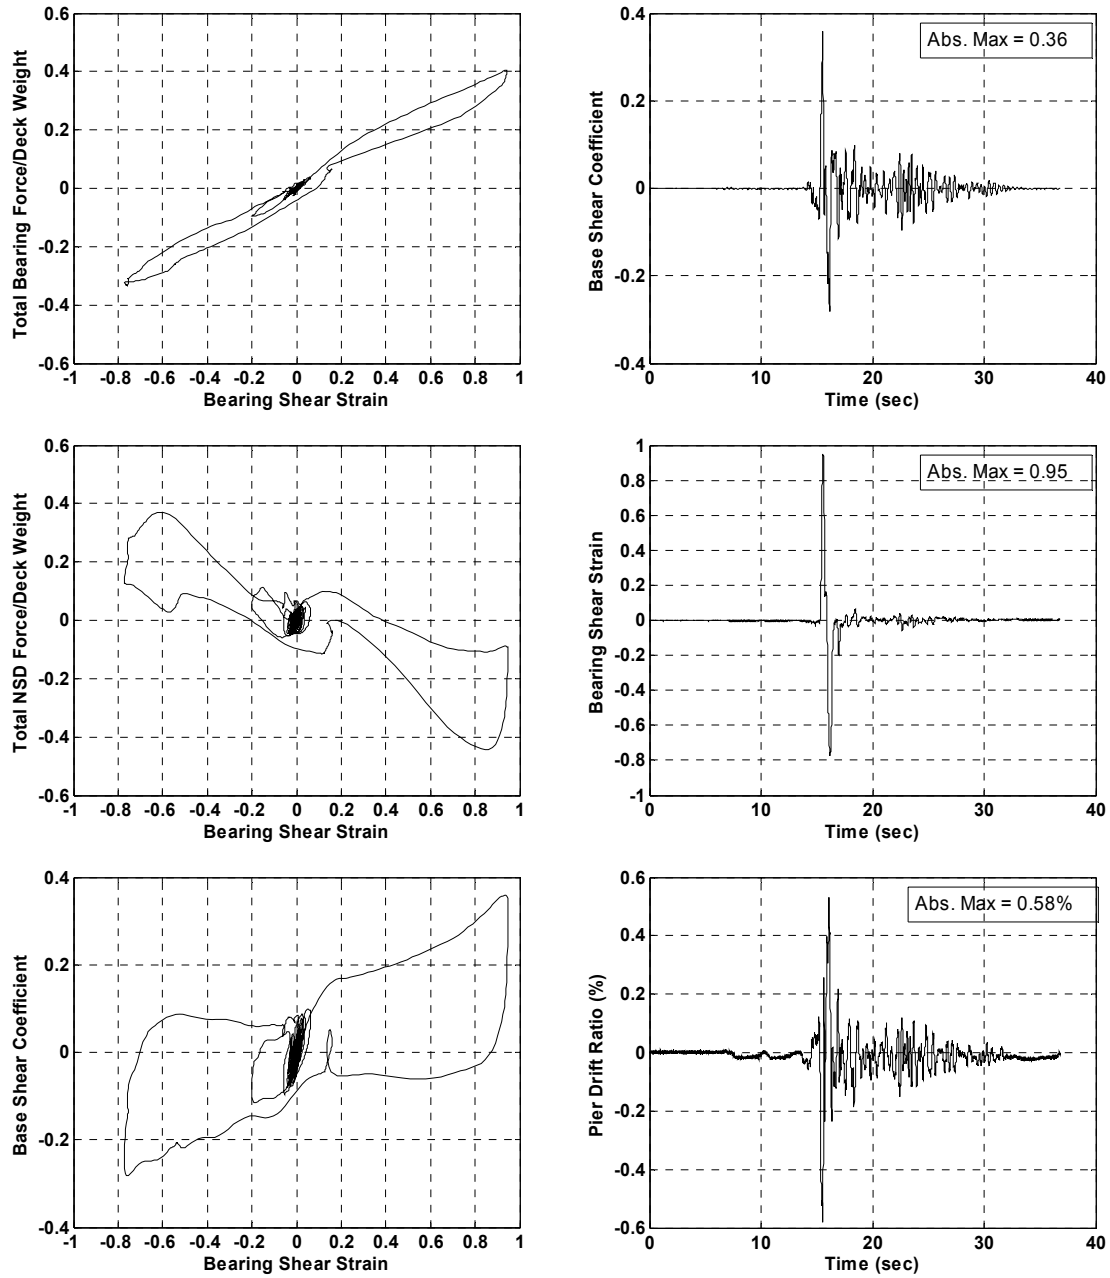 0.6
0.4
0.2
0
-0.2
-0.4
-0.6
Total Bearing Force/Deck Weight
-1 -0.8 -0.6 -0.4 -0.2 0 0.2 0.4 0.6 0.8 1
Bearing Shear Strain
0.4
0.2
0
-0.2
-0.4
Base Shear Coefficient
Abs. Max = 0.36
0 10 20 30 40
Time (sec)
0.6
0.4
0.2
0
-0.2
-0.4
-0.6
Total NSD Force/Deck Weight
-1 -0.8 -0.6 -0.4 -0.2 0 0.2 0.4 0.6 0.8 1
Bearing Shear Strain
1
0.8
0.6
0.4
0.2
0
-0.2
-0.4
-0.6
-0.8
-1
Bearing Shear Strain
Abs. Max = 0.95
0 10 20 30 40
Time (sec)
0.4
0.2
0
-0.2
-0.4
Base Shear Coefficient
-1 -0.8 -0.6 -0.4 -0.2 0 0.2 0.4 0.6 0.8 1
Bearing Shear Strain
0.6
0.4
0.2
0
-0.2
-0.4
-0.6
Pier Drift Ratio (%)
Abs. Max = 0.58%
0 10 20 30 40
Time (sec)